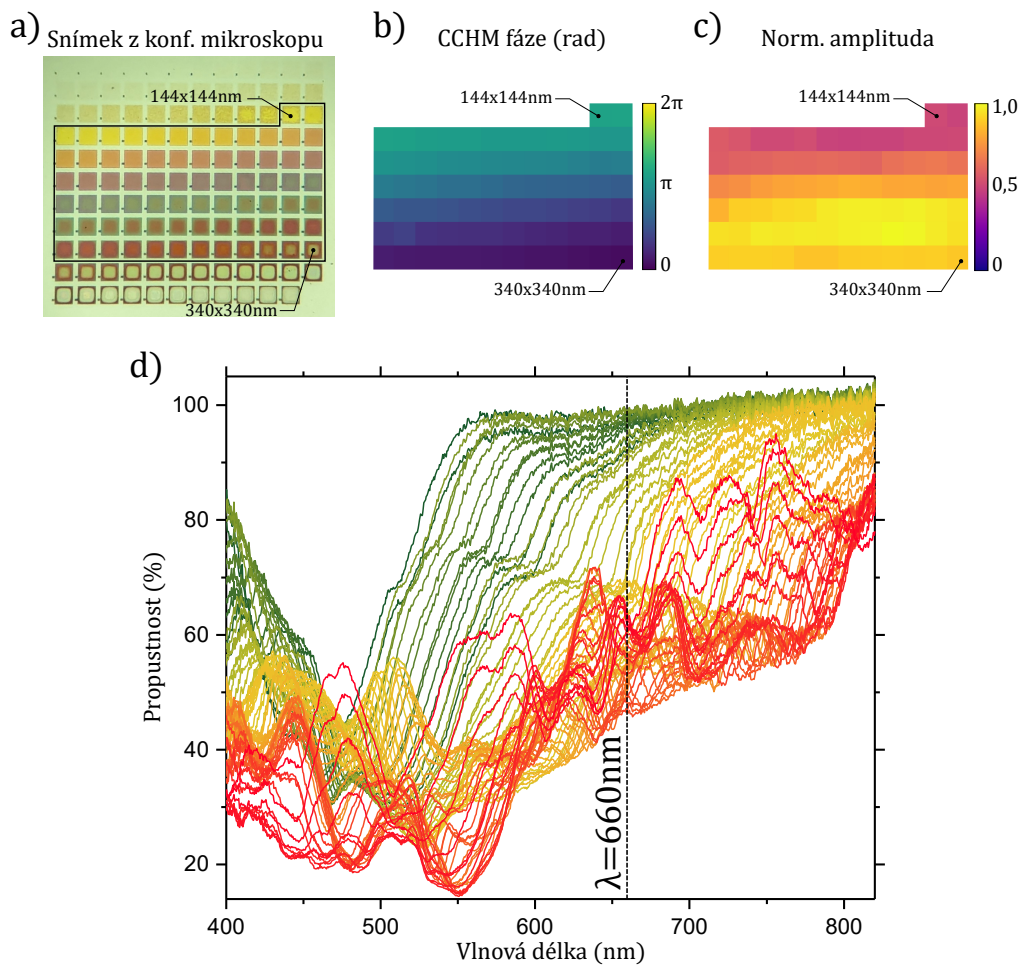 a) Snímek z konf. mikroskopu
144x144nm
340x340nm
b) CCHM fáze (rad)
144x144nm
2π
π
0
340x340nm
c) Norm. amplituda
144x144nm
1,0
0,5
0
340x340nm
d)
Propustnost (%)
100
80
60
40
20
λ=660nm
400 500 600 700 800
Vlnová délka (nm)